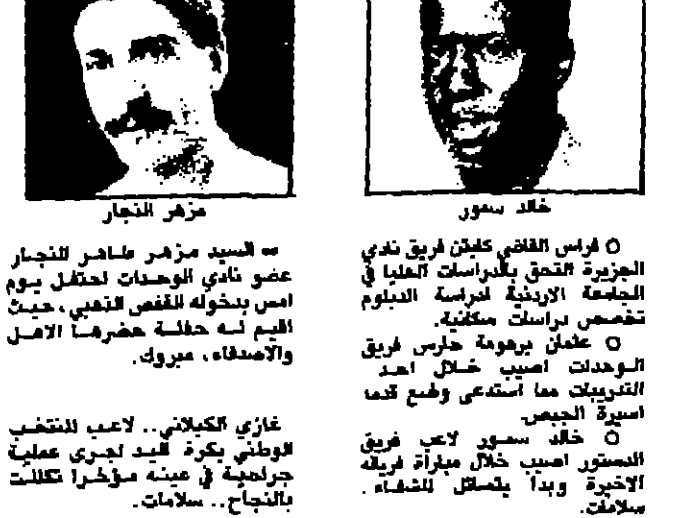 خالد سمور
○ فراس القاضي كابتن فريق نادي
الجزيرة التحق بالدراسات العليا في
الجامعة الاردنية لدراسة الدبلوم
تخصص دراسات سكانية.
○ عثمان برهومة حارس فريق
الوحدات اصيب خلال احد
التدريبات مما استدعى وضع قدمه
اسيرة الجبص.
○ خالد سمور لاعب فريق
الدستور اصيب خلال مباراة فريقه
الاخيرة وبدا يتماثل للشفاء.
سلامات.
مزهر النجار
السيد مزهر طاهر النجار
عضو نادي الوحدات احتفل يوم
امس بدخوله القفص الذهبي، حيث
اقيم له حفلة حضرها الاهل
والاصدقاء، مبروك.
غازي الكيلاني.. لاعب المنتخب
الوطني بكرة اليد اجرى عملية
جراحية في عينه مؤخرا تكللت
بالنجاح.. سلامات.